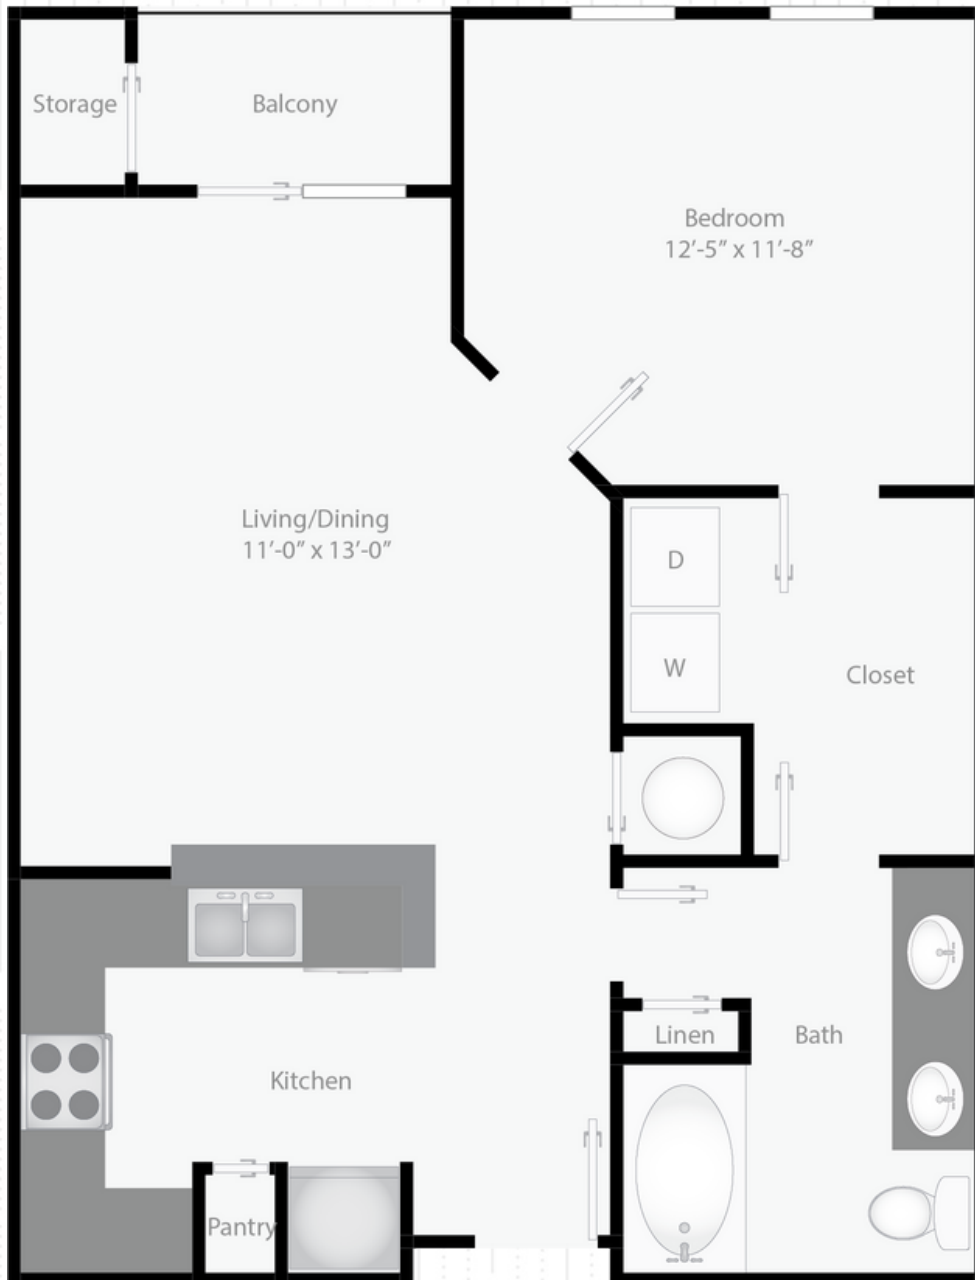 Storage
Balcony
Bedroom
12’-5” x 11’-8”
Living/Dining
11’-0” x 13’-0”
D
W
Closet
Linen
Bath
Kitchen
Pantry